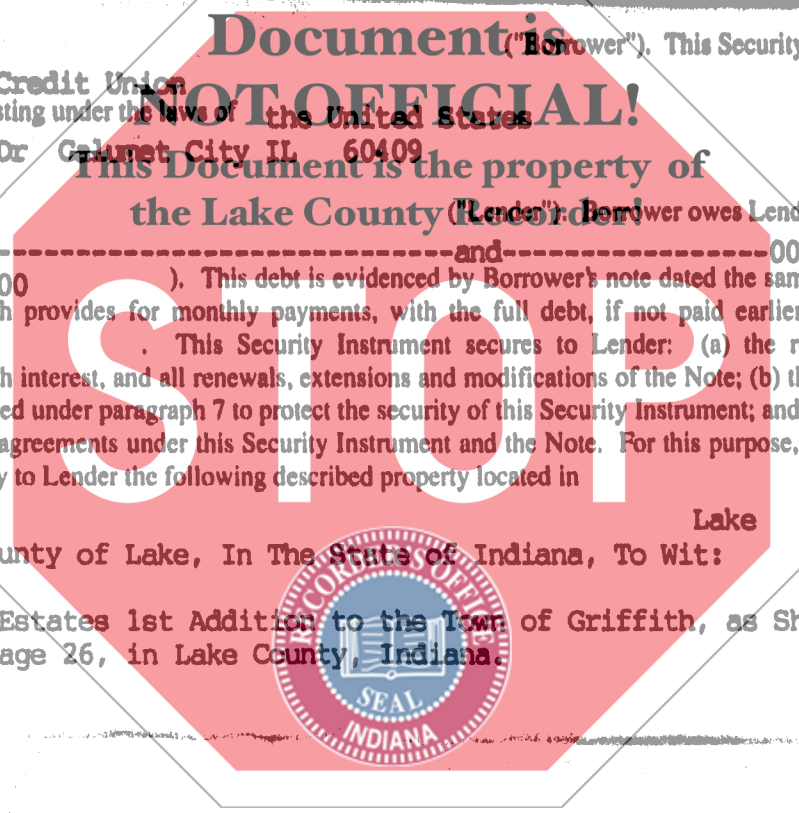 Document is
("Borrower"). This Security
Credit Union
NOT OFFICIAL!
sting under the laws of the United States
Dr Calumet City IL 60409
This Document is the property of
the Lake County Recorder!
("Lender"). Borrower owes Lend
and 00
00 ). This debt is evidenced by Borrower's note dated the sam
h provides for monthly payments, with the full debt, if not paid earlier
. This Security Instrument secures to Lender: (a) the r
h interest, and all renewals, extensions and modifications of the Note; (b) th
ed under paragraph 7 to protect the security of this Security Instrument; and
agreements under this Security Instrument and the Note. For this purpose,
y to Lender the following described property located in
STOP
Lake
unty of Lake, In The State of Indiana, To Wit:
Estates 1st Addition to the Town of Griffith, as Sh
age 26, in Lake County, Indiana.
RECORDER'S OFFICE
SEAL
INDIANA